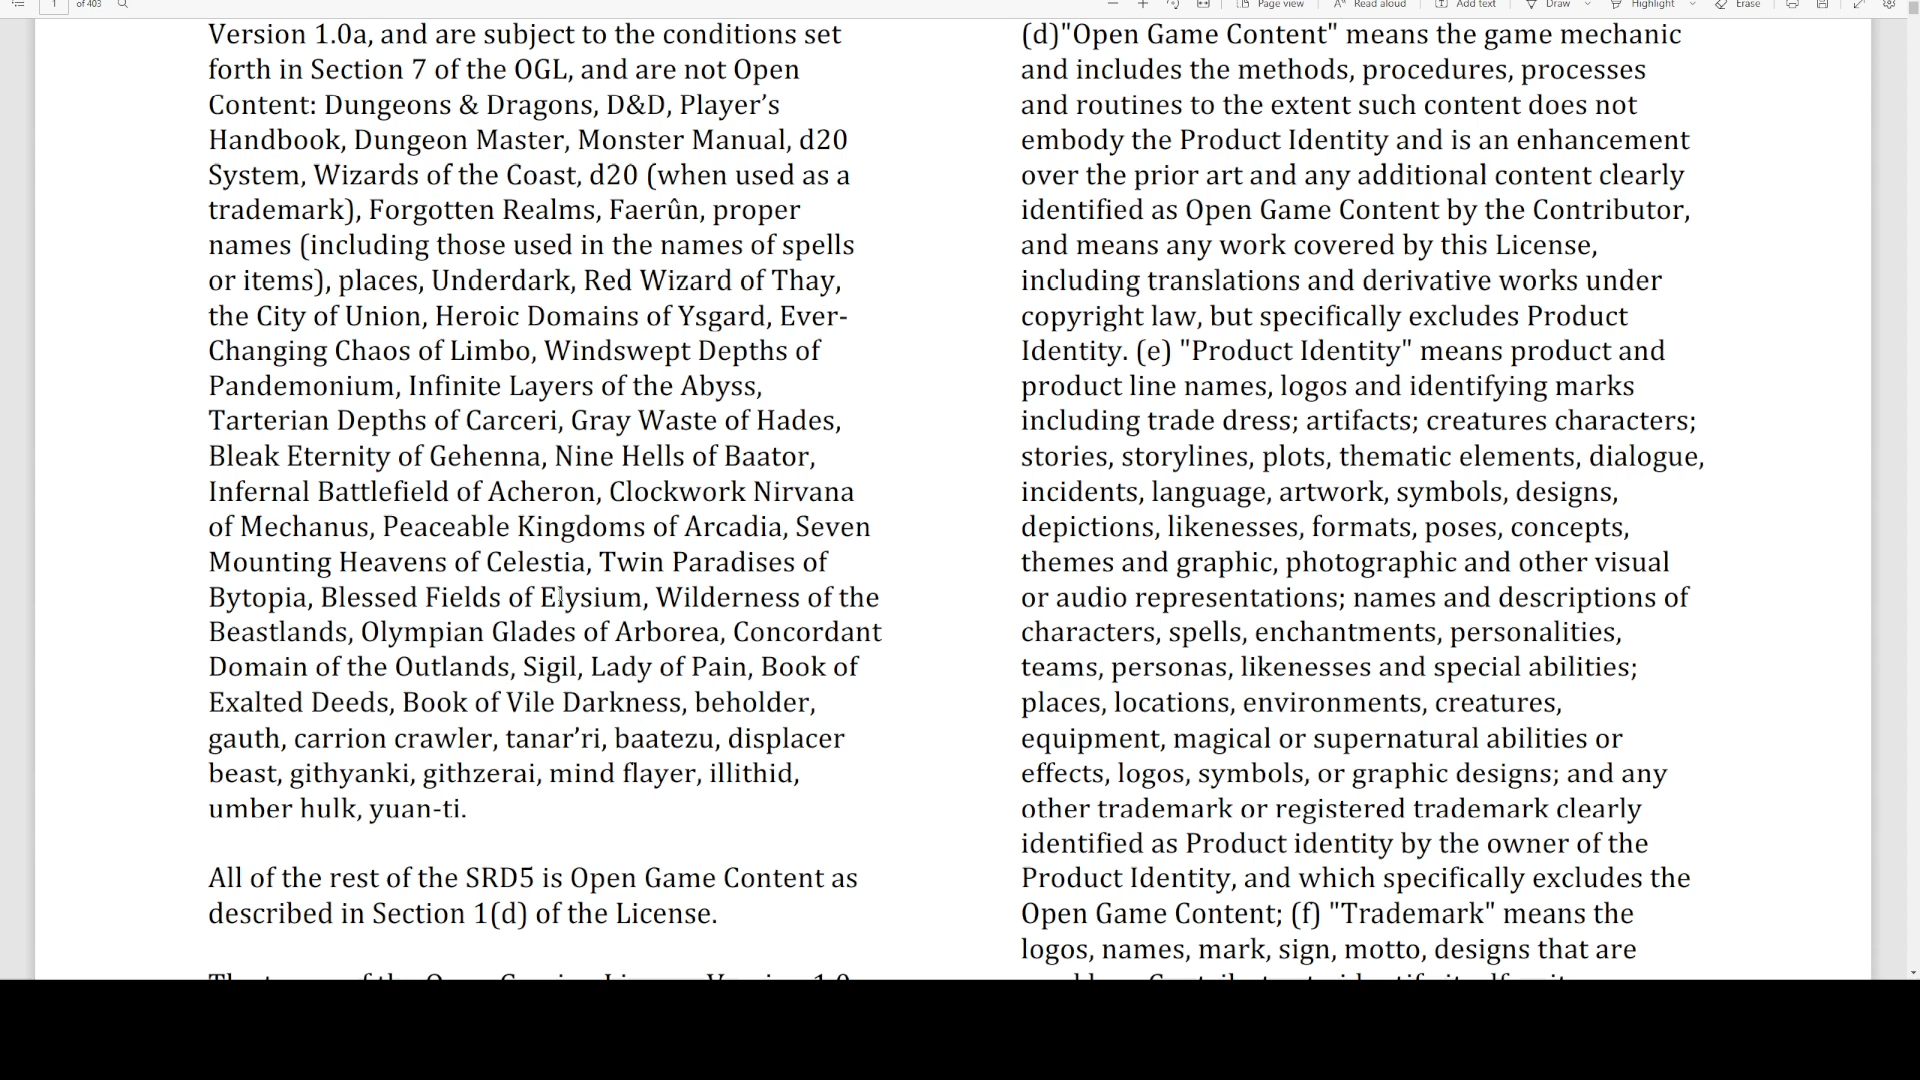 1 of 403 Page view Read aloud Add text Draw Highlight Erase
Version 1.0a, and are subject to the conditions set
forth in Section 7 of the OGL, and are not Open
Content: Dungeons & Dragons, D&D, Player’s
Handbook, Dungeon Master, Monster Manual, d20
System, Wizards of the Coast, d20 (when used as a
trademark), Forgotten Realms, Faerûn, proper
names (including those used in the names of spells
or items), places, Underdark, Red Wizard of Thay,
the City of Union, Heroic Domains of Ysgard, Ever-
Changing Chaos of Limbo, Windswept Depths of
Pandemonium, Infinite Layers of the Abyss,
Tarterian Depths of Carceri, Gray Waste of Hades,
Bleak Eternity of Gehenna, Nine Hells of Baator,
Infernal Battlefield of Acheron, Clockwork Nirvana
of Mechanus, Peaceable Kingdoms of Arcadia, Seven
Mounting Heavens of Celestia, Twin Paradises of
Bytopia, Blessed Fields of Elysium, Wilderness of the
Beastlands, Olympian Glades of Arborea, Concordant
Domain of the Outlands, Sigil, Lady of Pain, Book of
Exalted Deeds, Book of Vile Darkness, beholder,
gauth, carrion crawler, tanar’ri, baatezu, displacer
beast, githyanki, githzerai, mind flayer, illithid,
umber hulk, yuan-ti.
All of the rest of the SRD5 is Open Game Content as
described in Section 1(d) of the License.
(d)"Open Game Content" means the game mechanic
and includes the methods, procedures, processes
and routines to the extent such content does not
embody the Product Identity and is an enhancement
over the prior art and any additional content clearly
identified as Open Game Content by the Contributor,
and means any work covered by this License,
including translations and derivative works under
copyright law, but specifically excludes Product
Identity. (e) "Product Identity" means product and
product line names, logos and identifying marks
including trade dress; artifacts; creatures characters;
stories, storylines, plots, thematic elements, dialogue,
incidents, language, artwork, symbols, designs,
depictions, likenesses, formats, poses, concepts,
themes and graphic, photographic and other visual
or audio representations; names and descriptions of
characters, spells, enchantments, personalities,
teams, personas, likenesses and special abilities;
places, locations, environments, creatures,
equipment, magical or supernatural abilities or
effects, logos, symbols, or graphic designs; and any
other trademark or registered trademark clearly
identified as Product identity by the owner of the
Product Identity, and which specifically excludes the
Open Game Content; (f) "Trademark" means the
logos, names, mark, sign, motto, designs that are